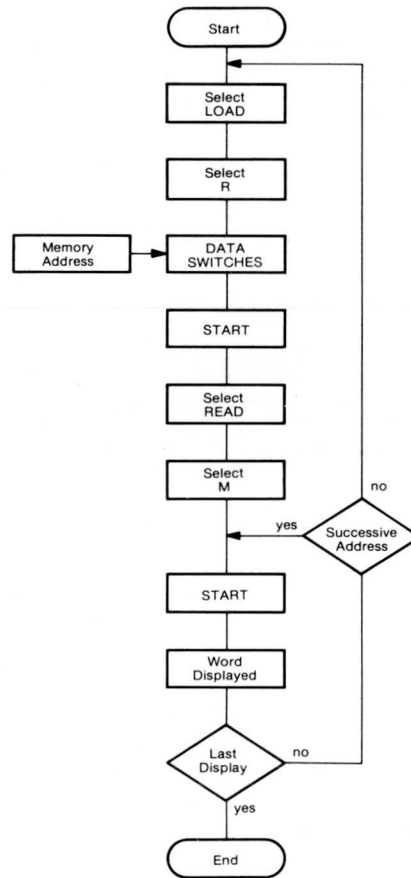 Start
Select
LOAD
Select
R
Memory
Address
DATA
SWITCHES
START
Select
READ
Select
M
no
yes
Successive
Address
START
Word
Displayed
Last
Display
no
yes
End